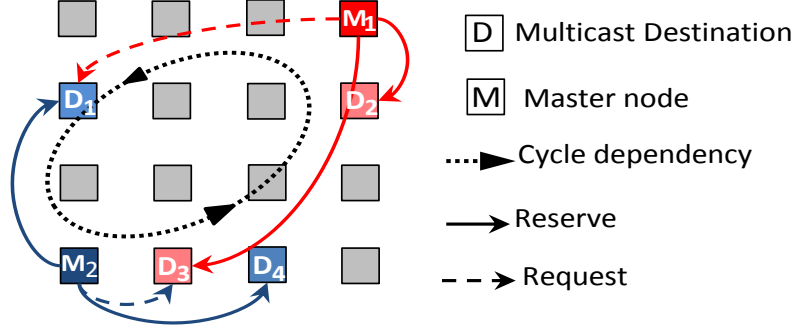 M1
D Multicast Destination
D1
D2
M Master node
Cycle dependency
Reserve
M2
D3
D4
Request